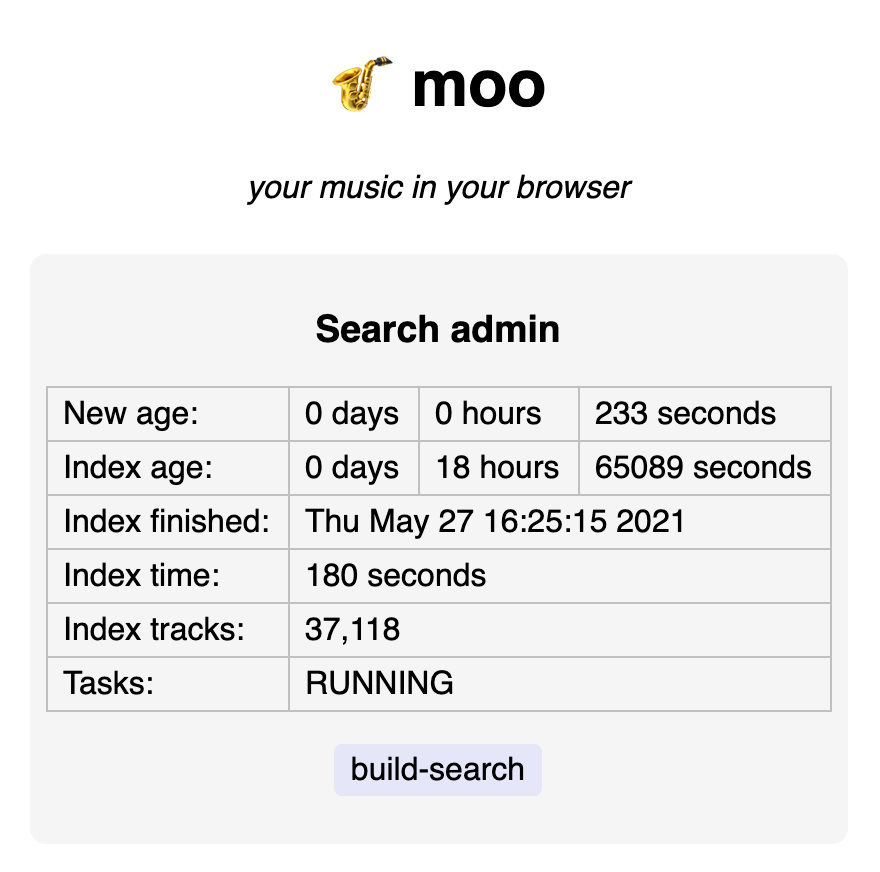 🎷 moo
your music in your browser
Search admin
New age: 0 days 0 hours 233 seconds
Index age: 0 days 18 hours 65089 seconds
Index finished: Thu May 27 16:25:15 2021
Index time: 180 seconds
Index tracks: 37,118
Tasks: RUNNING
build-search